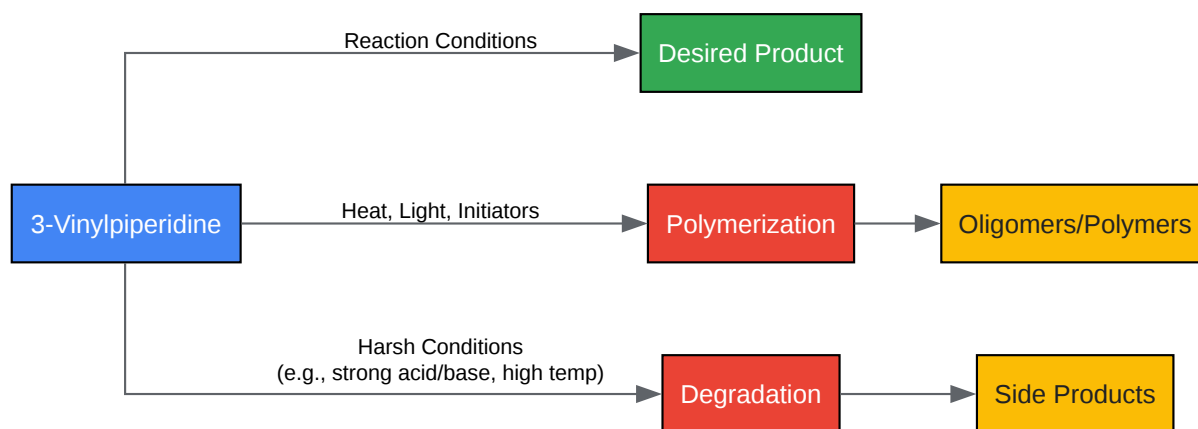 Reaction Conditions
Desired Product
3-Vinylpiperidine
Heat, Light, Initiators
Polymerization
Oligomers/Polymers
Harsh Conditions
(e.g., strong acid/base, high temp)
Degradation
Side Products